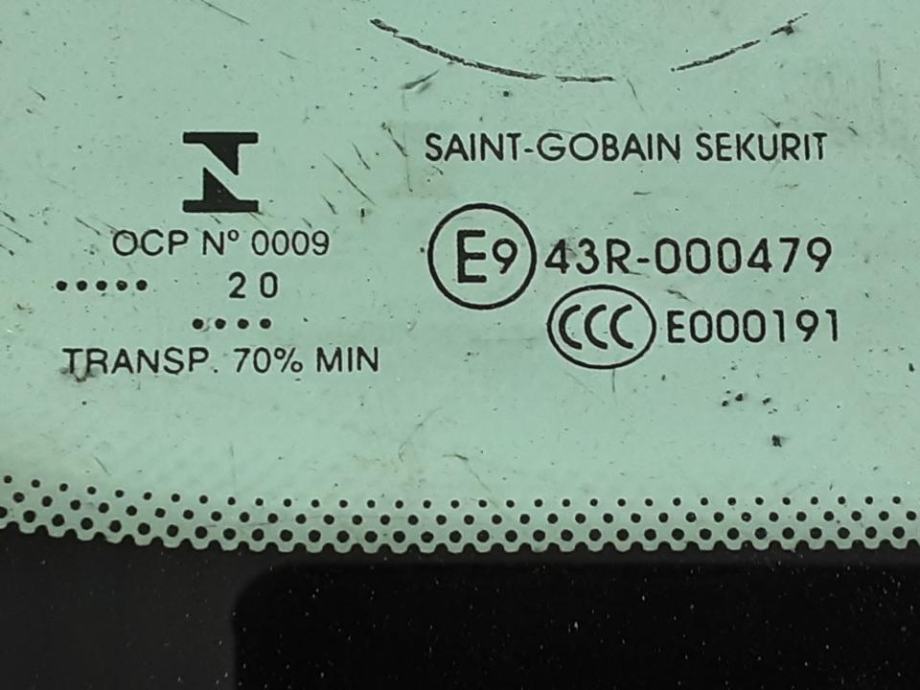 OCP Nº 0009
..... 20
....
TRANSP. 70% MIN
SAINT-GOBAIN SEKURIT
E9 43R-000479
CCC E000191